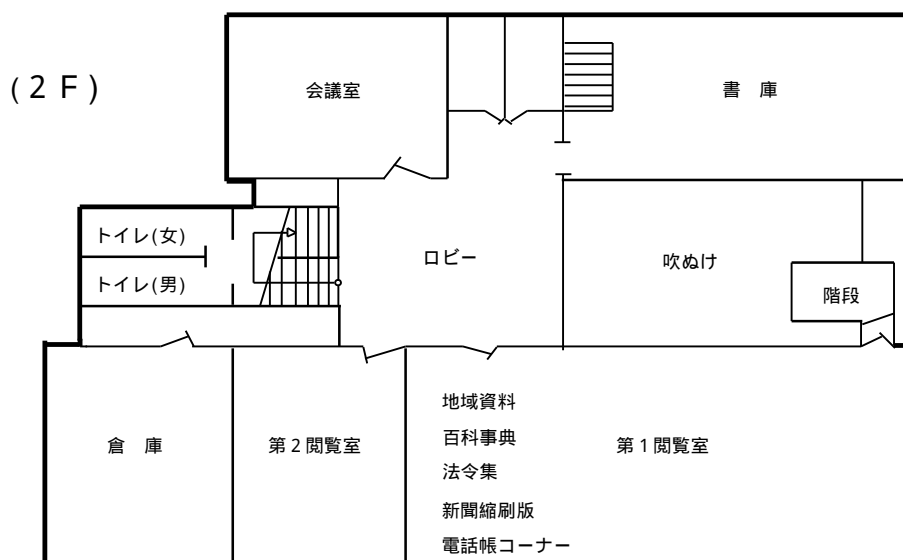 (２Ｆ)
会議室
書　庫
トイレ(女)
トイレ(男)
ロビー
吹ぬけ
階段
地域資料
百科事典
法令集
新聞縮刷版
電話帳コーナー
倉　庫
第２閲覧室
第１閲覧室